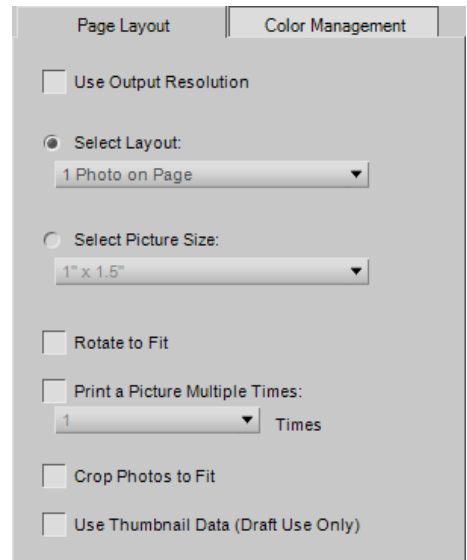 Page Layout
Color Management
Use Output Resolution
Select Layout:
1 Photo on Page
Select Picture Size:
1" x 1.5"
Rotate to Fit
Print a Picture Multiple Times:
1
Times
Crop Photos to Fit
Use Thumbnail Data (Draft Use Only)